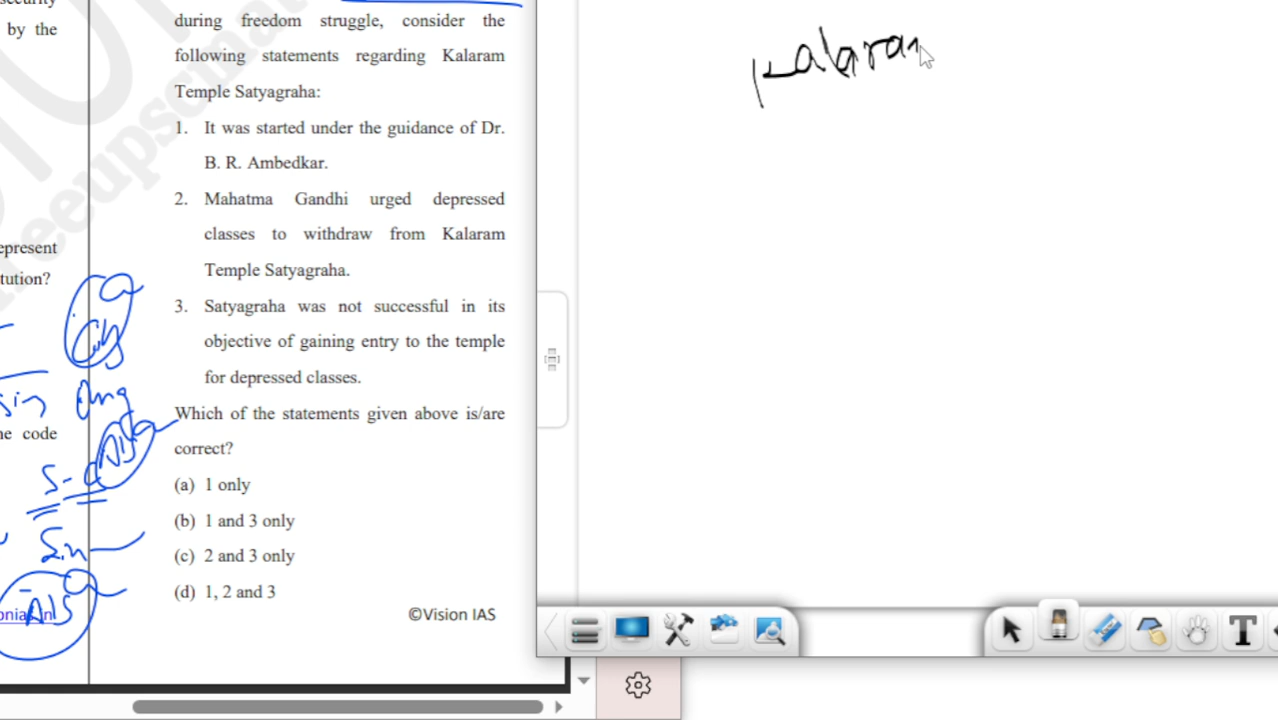 security
by the
during freedom struggle, consider the
following statements regarding Kalaram
Temple Satyagraha:
1. It was started under the guidance of Dr.
B. R. Ambedkar.
2. Mahatma Gandhi urged depressed
classes to withdraw from Kalaram
Temple Satyagraha.
3. Satyagraha was not successful in its
objective of gaining entry to the temple
for depressed classes.
Which of the statements given above is/are
correct?
(a) 1 only
(b) 1 and 3 only
(c) 2 and 3 only
(d) 1, 2 and 3
©Vision IAS
epresent
tution?
ne code
Kalaram
T